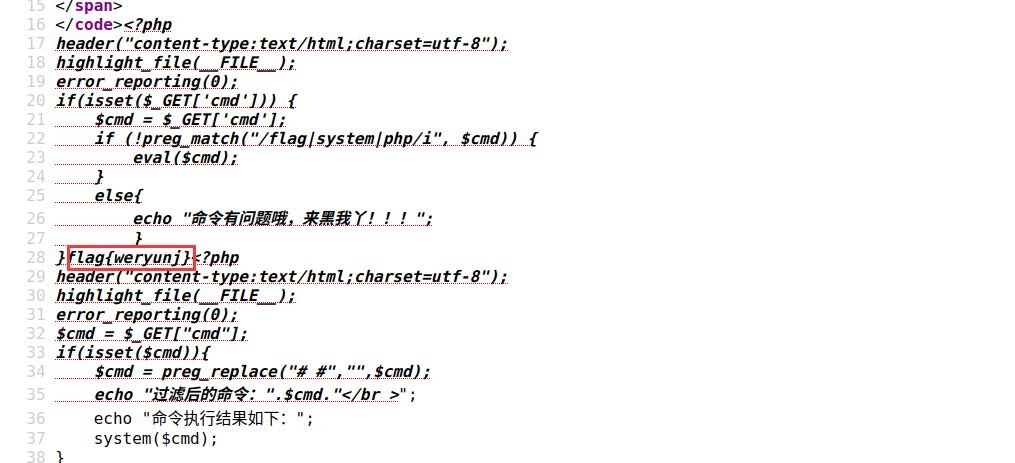 15 </span>
16 </code><?php
17 header("content-type:text/html;charset=utf-8");
18 highlight_file(__FILE__);
19 error_reporting(0);
20 if(isset($_GET['cmd'])) {
21     $cmd = $_GET['cmd'];
22     if (!preg_match("/flag|system|php/i", $cmd)) {
23         eval($cmd);
24     }
25     else{
26         echo "命令有问题哦，来黑我丫！！！";
27         }
28 }flag{weryunj}<?php
29 header("content-type:text/html;charset=utf-8");
30 highlight_file(__FILE__);
31 error_reporting(0);
32 $cmd = $_GET["cmd"];
33 if(isset($cmd)){
34     $cmd = preg_replace("# #","",$cmd);
35     echo "过滤后的命令：".$cmd."</br >";
36     echo "命令执行结果如下：";
37     system($cmd);
38 }